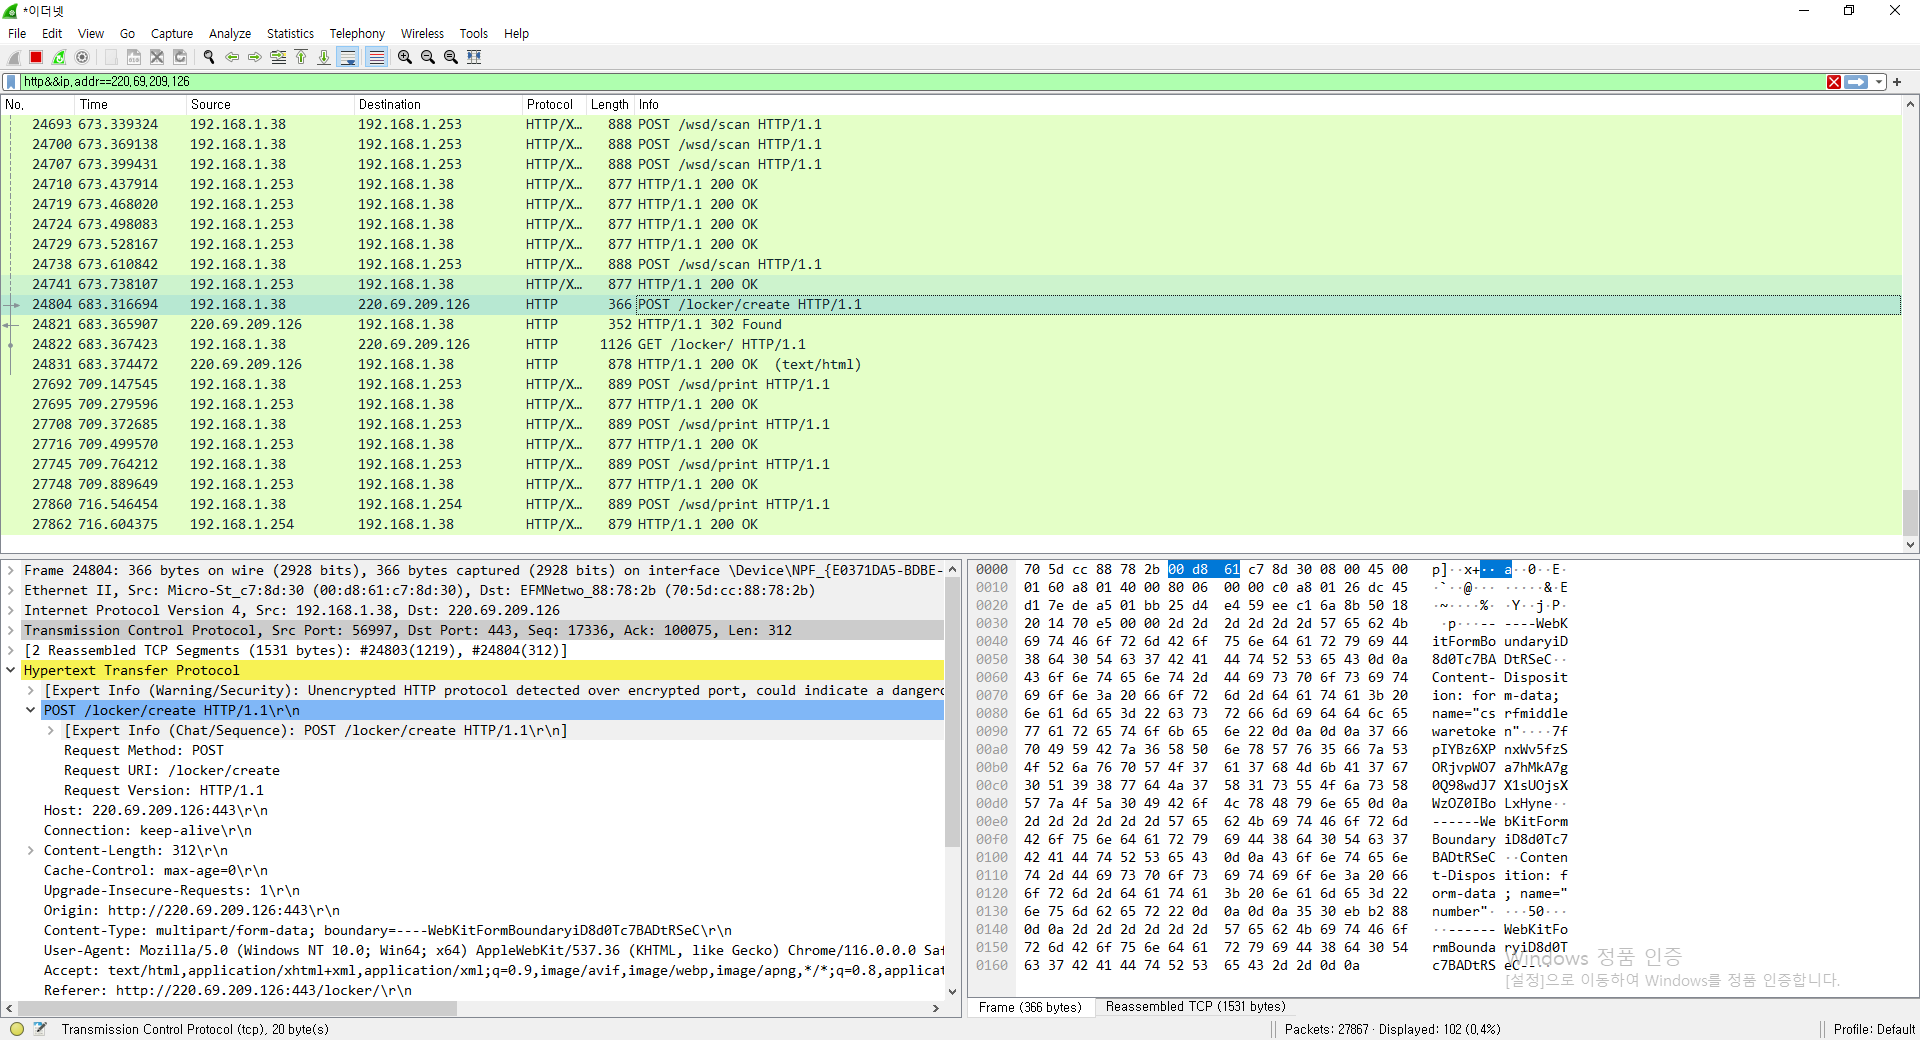 *이더넷
File Edit View Go Capture Analyze Statistics Telephony Wireless Tools Help
http&&ip.addr==220.69.209.126
No. Time Source Destination Protocol Length Info
24693 673.339324 192.168.1.38 192.168.1.253 HTTP/X… 888 POST /wsd/scan HTTP/1.1
24700 673.369138 192.168.1.38 192.168.1.253 HTTP/X… 888 POST /wsd/scan HTTP/1.1
24707 673.399431 192.168.1.38 192.168.1.253 HTTP/X… 888 POST /wsd/scan HTTP/1.1
24710 673.437914 192.168.1.253 192.168.1.38 HTTP/X… 877 HTTP/1.1 200 OK
24719 673.468020 192.168.1.253 192.168.1.38 HTTP/X… 877 HTTP/1.1 200 OK
24724 673.498083 192.168.1.253 192.168.1.38 HTTP/X… 877 HTTP/1.1 200 OK
24729 673.528167 192.168.1.253 192.168.1.38 HTTP/X… 877 HTTP/1.1 200 OK
24738 673.610842 192.168.1.38 192.168.1.253 HTTP/X… 888 POST /wsd/scan HTTP/1.1
24741 673.738107 192.168.1.253 192.168.1.38 HTTP/X… 877 HTTP/1.1 200 OK
24804 683.316694 192.168.1.38 220.69.209.126 HTTP 366 POST /locker/create HTTP/1.1
24821 683.365907 220.69.209.126 192.168.1.38 HTTP 352 HTTP/1.1 302 Found
24822 683.367423 192.168.1.38 220.69.209.126 HTTP 1126 GET /locker/ HTTP/1.1
24831 683.374472 220.69.209.126 192.168.1.38 HTTP 878 HTTP/1.1 200 OK (text/html)
27692 709.147545 192.168.1.38 192.168.1.253 HTTP/X… 889 POST /wsd/print HTTP/1.1
27695 709.279596 192.168.1.253 192.168.1.38 HTTP/X… 877 HTTP/1.1 200 OK
27708 709.372685 192.168.1.38 192.168.1.253 HTTP/X… 889 POST /wsd/print HTTP/1.1
27716 709.499570 192.168.1.253 192.168.1.38 HTTP/X… 877 HTTP/1.1 200 OK
27745 709.764212 192.168.1.38 192.168.1.253 HTTP/X… 889 POST /wsd/print HTTP/1.1
27748 709.889649 192.168.1.253 192.168.1.38 HTTP/X… 877 HTTP/1.1 200 OK
27860 716.546454 192.168.1.38 192.168.1.254 HTTP/X… 889 POST /wsd/print HTTP/1.1
27862 716.604375 192.168.1.254 192.168.1.38 HTTP/X… 879 HTTP/1.1 200 OK
Frame 24804: 366 bytes on wire (2928 bits), 366 bytes captured (2928 bits) on interface \Device\NPF_{E0371DA5-BDBE-
Ethernet II, Src: Micro-St_c7:8d:30 (00:d8:61:c7:8d:30), Dst: EFMNetwo_88:78:2b (70:5d:cc:88:78:2b)
Internet Protocol Version 4, Src: 192.168.1.38, Dst: 220.69.209.126
Transmission Control Protocol, Src Port: 56997, Dst Port: 443, Seq: 17336, Ack: 100075, Len: 312
[2 Reassembled TCP Segments (1531 bytes): #24803(1219), #24804(312)]
Hypertext Transfer Protocol
[Expert Info (Warning/Security): Unencrypted HTTP protocol detected over encrypted port, could indicate a dangero
POST /locker/create HTTP/1.1\r\n
[Expert Info (Chat/Sequence): POST /locker/create HTTP/1.1\r\n]
Request Method: POST
Request URI: /locker/create
Request Version: HTTP/1.1
Host: 220.69.209.126:443\r\n
Connection: keep-alive\r\n
Content-Length: 312\r\n
Cache-Control: max-age=0\r\n
Upgrade-Insecure-Requests: 1\r\n
Origin: http://220.69.209.126:443\r\n
Content-Type: multipart/form-data; boundary=----WebKitFormBoundaryiD8d0Tc7BADtRSeC\r\n
User-Agent: Mozilla/5.0 (Windows NT 10.0; Win64; x64) AppleWebKit/537.36 (KHTML, like Gecko) Chrome/116.0.0.0 Saf
Accept: text/html,application/xhtml+xml,application/xml;q=0.9,image/avif,image/webp,image/apng,*/*;q=0.8,applicat
Referer: http://220.69.209.126:443/locker/\r\n
0000 70 5d cc 88 78 2b 00 d8 61 c7 8d 30 08 00 45 00 p]··x+·· a··0··E·
0010 01 60 a8 01 40 00 80 06 00 00 c0 a8 01 26 dc 45 ·`··@··· ·····&·E
0020 d1 7e de a5 01 bb 25 d4 e4 59 ee c1 6a 8b 50 18 ·~····%· ·Y··j·P·
0030 20 14 70 e5 00 00 2d 2d 2d 2d 2d 2d 57 65 62 4b ·p···-- ----WebK
0040 69 74 46 6f 72 6d 42 6f 75 6e 64 61 72 79 69 44 itFormBo undaryiD
0050 38 64 30 54 63 37 42 41 44 74 52 53 65 43 0d 0a 8d0Tc7BA DtRSeC··
0060 43 6f 6e 74 65 6e 74 2d 44 69 73 70 6f 73 69 74 Content- Disposit
0070 69 6f 6e 3a 20 66 6f 72 6d 2d 64 61 74 61 3b 20 ion: for m-data;
0080 6e 61 6d 65 3d 22 63 73 72 66 6d 69 64 64 6c 65 name="cs rfmiddle
0090 77 61 72 65 74 6f 6b 65 6e 22 0d 0a 0d 0a 37 66 waretoke n"····7f
00a0 70 49 59 42 7a 36 58 50 6e 78 57 76 35 66 7a 53 pIYBz6XP nxWv5fzS
00b0 4f 52 6a 76 70 57 4f 37 61 37 68 4d 6b 41 37 67 ORjvpWO7 a7hMkA7g
00c0 30 51 39 38 77 64 4a 37 58 31 73 55 4f 6a 73 58 0Q98wdJ7 X1sUOjsX
00d0 57 7a 4f 5a 30 49 42 6f 4c 78 48 79 6e 65 0d 0a WzOZ0IBo LxHyne··
00e0 2d 2d 2d 2d 2d 2d 57 65 62 4b 69 74 46 6f 72 6d ------We bKitForm
00f0 42 6f 75 6e 64 61 72 79 69 44 38 64 30 54 63 37 Boundary iD8d0Tc7
0100 42 41 44 74 52 53 65 43 0d 0a 43 6f 6e 74 65 6e BADtRSeC ··Conten
0110 74 2d 44 69 73 70 6f 73 69 74 69 6f 6e 3a 20 66 t-Dispos ition: f
0120 6f 72 6d 2d 64 61 74 61 3b 20 6e 61 6d 65 3d 22 orm-data ; name="
0130 6e 75 6d 62 65 72 22 0d 0a 0d 0a 35 30 eb b2 88 number"· ···50···
0140 0d 0a 2d 2d 2d 2d 2d 2d 57 65 62 4b 69 74 46 6f ··------ WebKitFo
0150 72 6d 42 6f 75 6e 64 61 72 79 69 44 38 64 30 54 rmBounda ryiD8d0T
0160 63 37 42 41 44 74 52 53 65 43 2d 2d 0d 0a c7BADtRS eC--··
Windows 정품 인증
[설정]으로 이동하여 Windows를 정품 인증합니다.
Frame (366 bytes) Reassembled TCP (1531 bytes)
Transmission Control Protocol (tcp), 20 byte(s) Packets: 27867 · Displayed: 102 (0.4%) Profile: Default